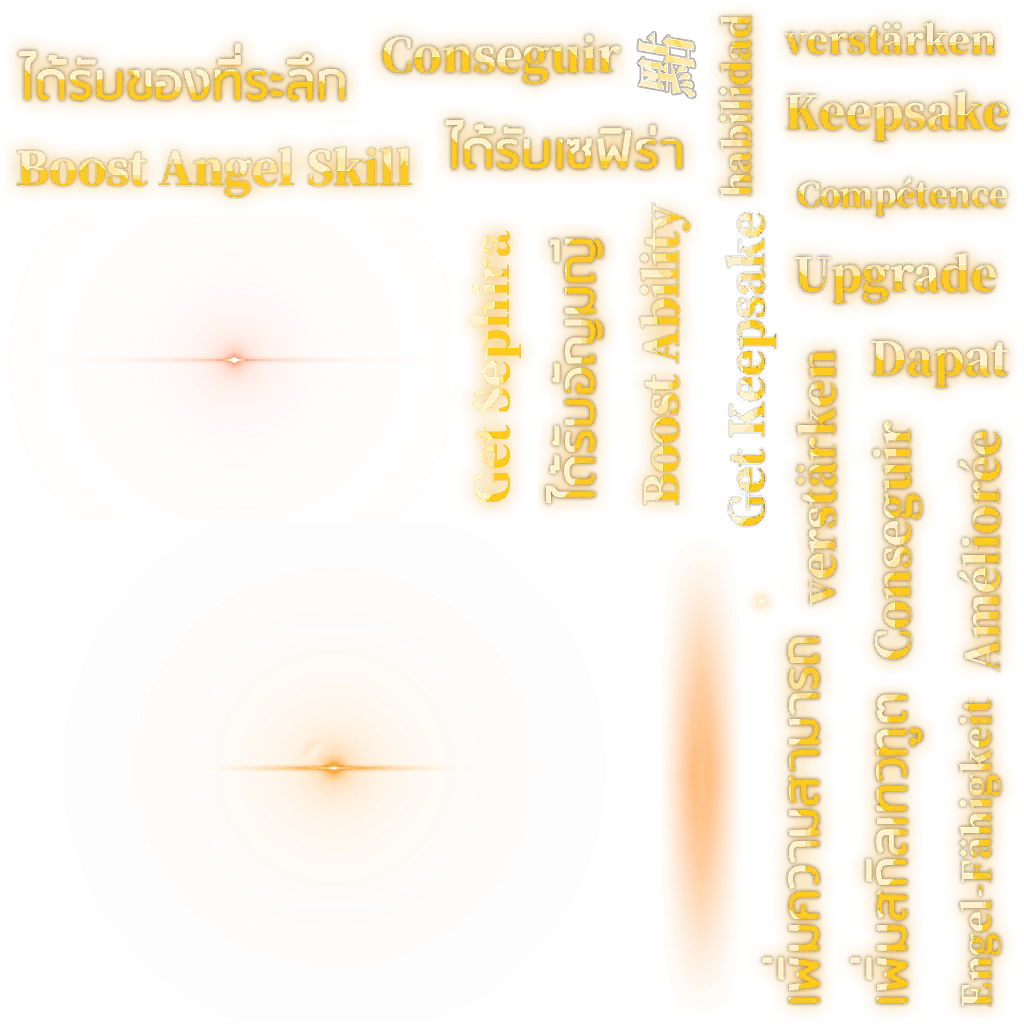 ได้รับของที่ระลึก
Conseguir
點
habilidad
verstärken
Keepsake
Boost Angel Skill
ได้รับเซฟิร่า
Compétence
Upgrade
Get Sephira
ได้รับอัญมณี
Boost Ability
Get Keepsake
Dapat
verstärken
Conseguir
Améliorée
เพิ่มความสามารถ
เพิ่มสกิลเทวทูต
Engel-Fähigkeit